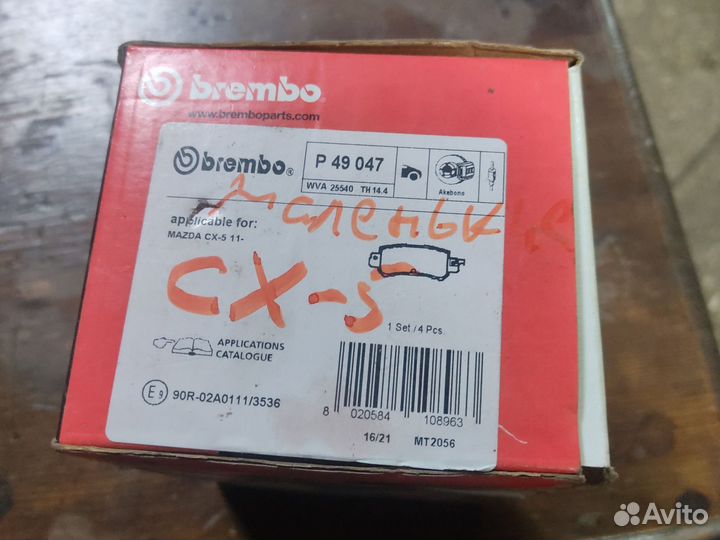 brembo
www.bremboparts.com
brembo®
P 49 047
WVA 25540 TH 14.4
Akebono
маленькие
applicable for:
MAZDA CX-5 11-
CX-5
1 Set / 4 Pcs.
APPLICATIONS
CATALOGUE
E9 90R-02A0111/3536
8 020584 108963
16/21 MT2056
Avito